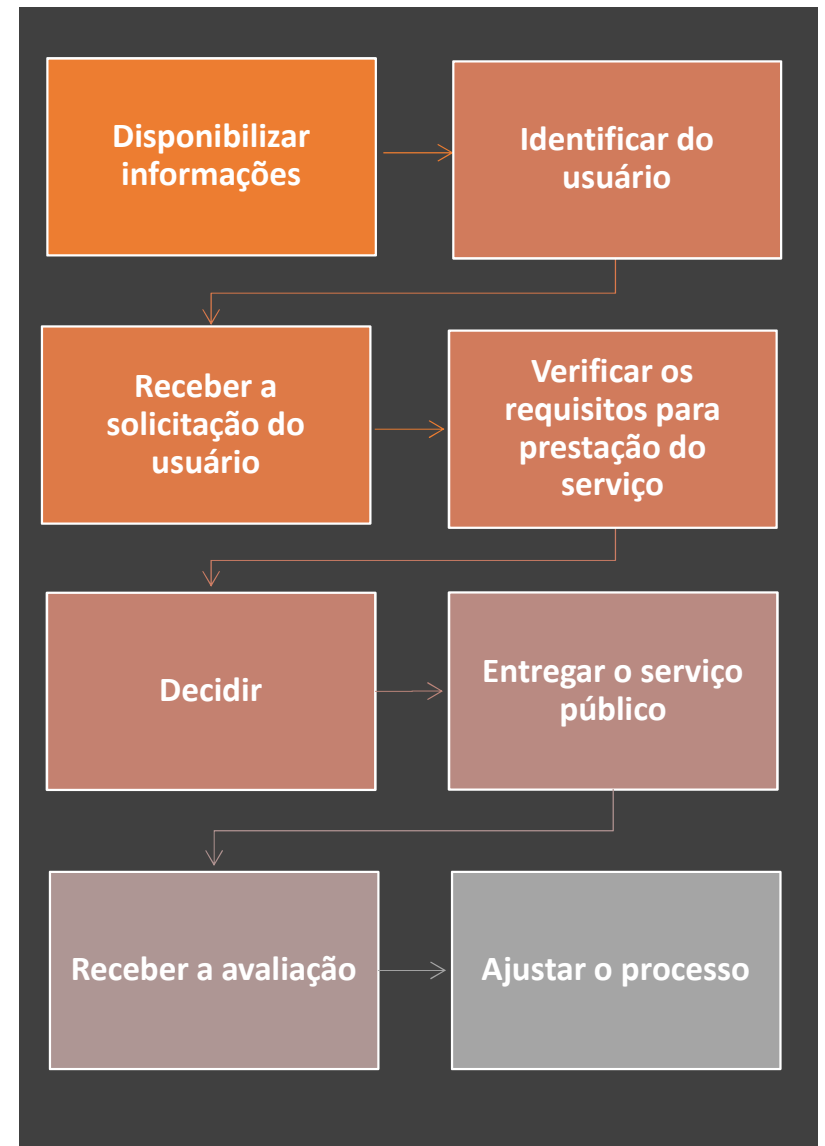 Disponibilizar
informações
Identificar do
usuário
Receber a
solicitação do
usuário
Verificar os
requisitos para
prestação do
serviço
Decidir
Entregar o serviço
público
Receber a avaliação
Ajustar o processo